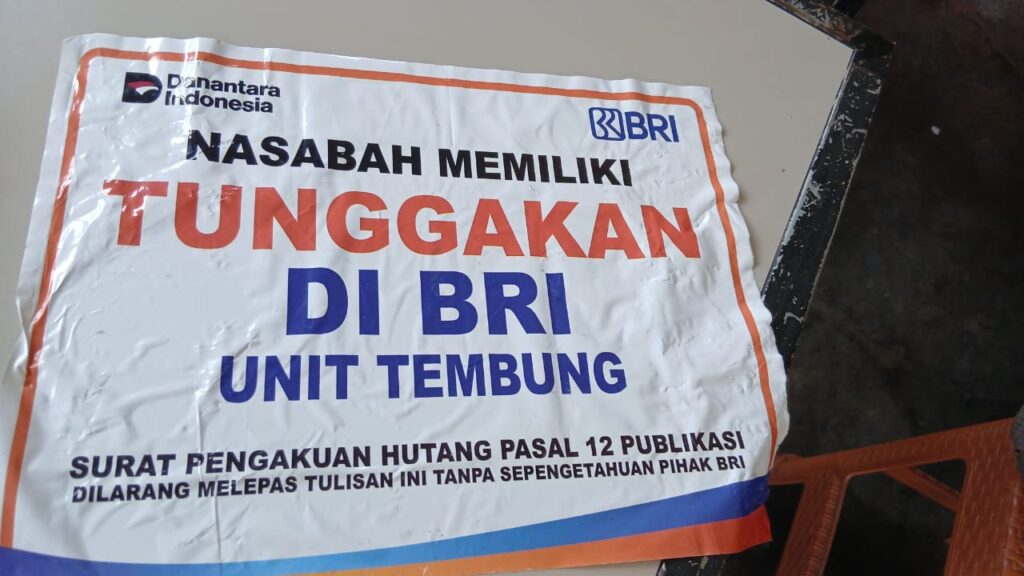 Danantara
Indonesia
BRI
NASABAH MEMILIKI
TUNGGAKAN
DI BRI
UNIT TEMBUNG
SURAT PENGAKUAN HUTANG PASAL 12 PUBLIKASI
DILARANG MELEPAS TULISAN INI TANPA SEPENGETAHUAN PIHAK BRI